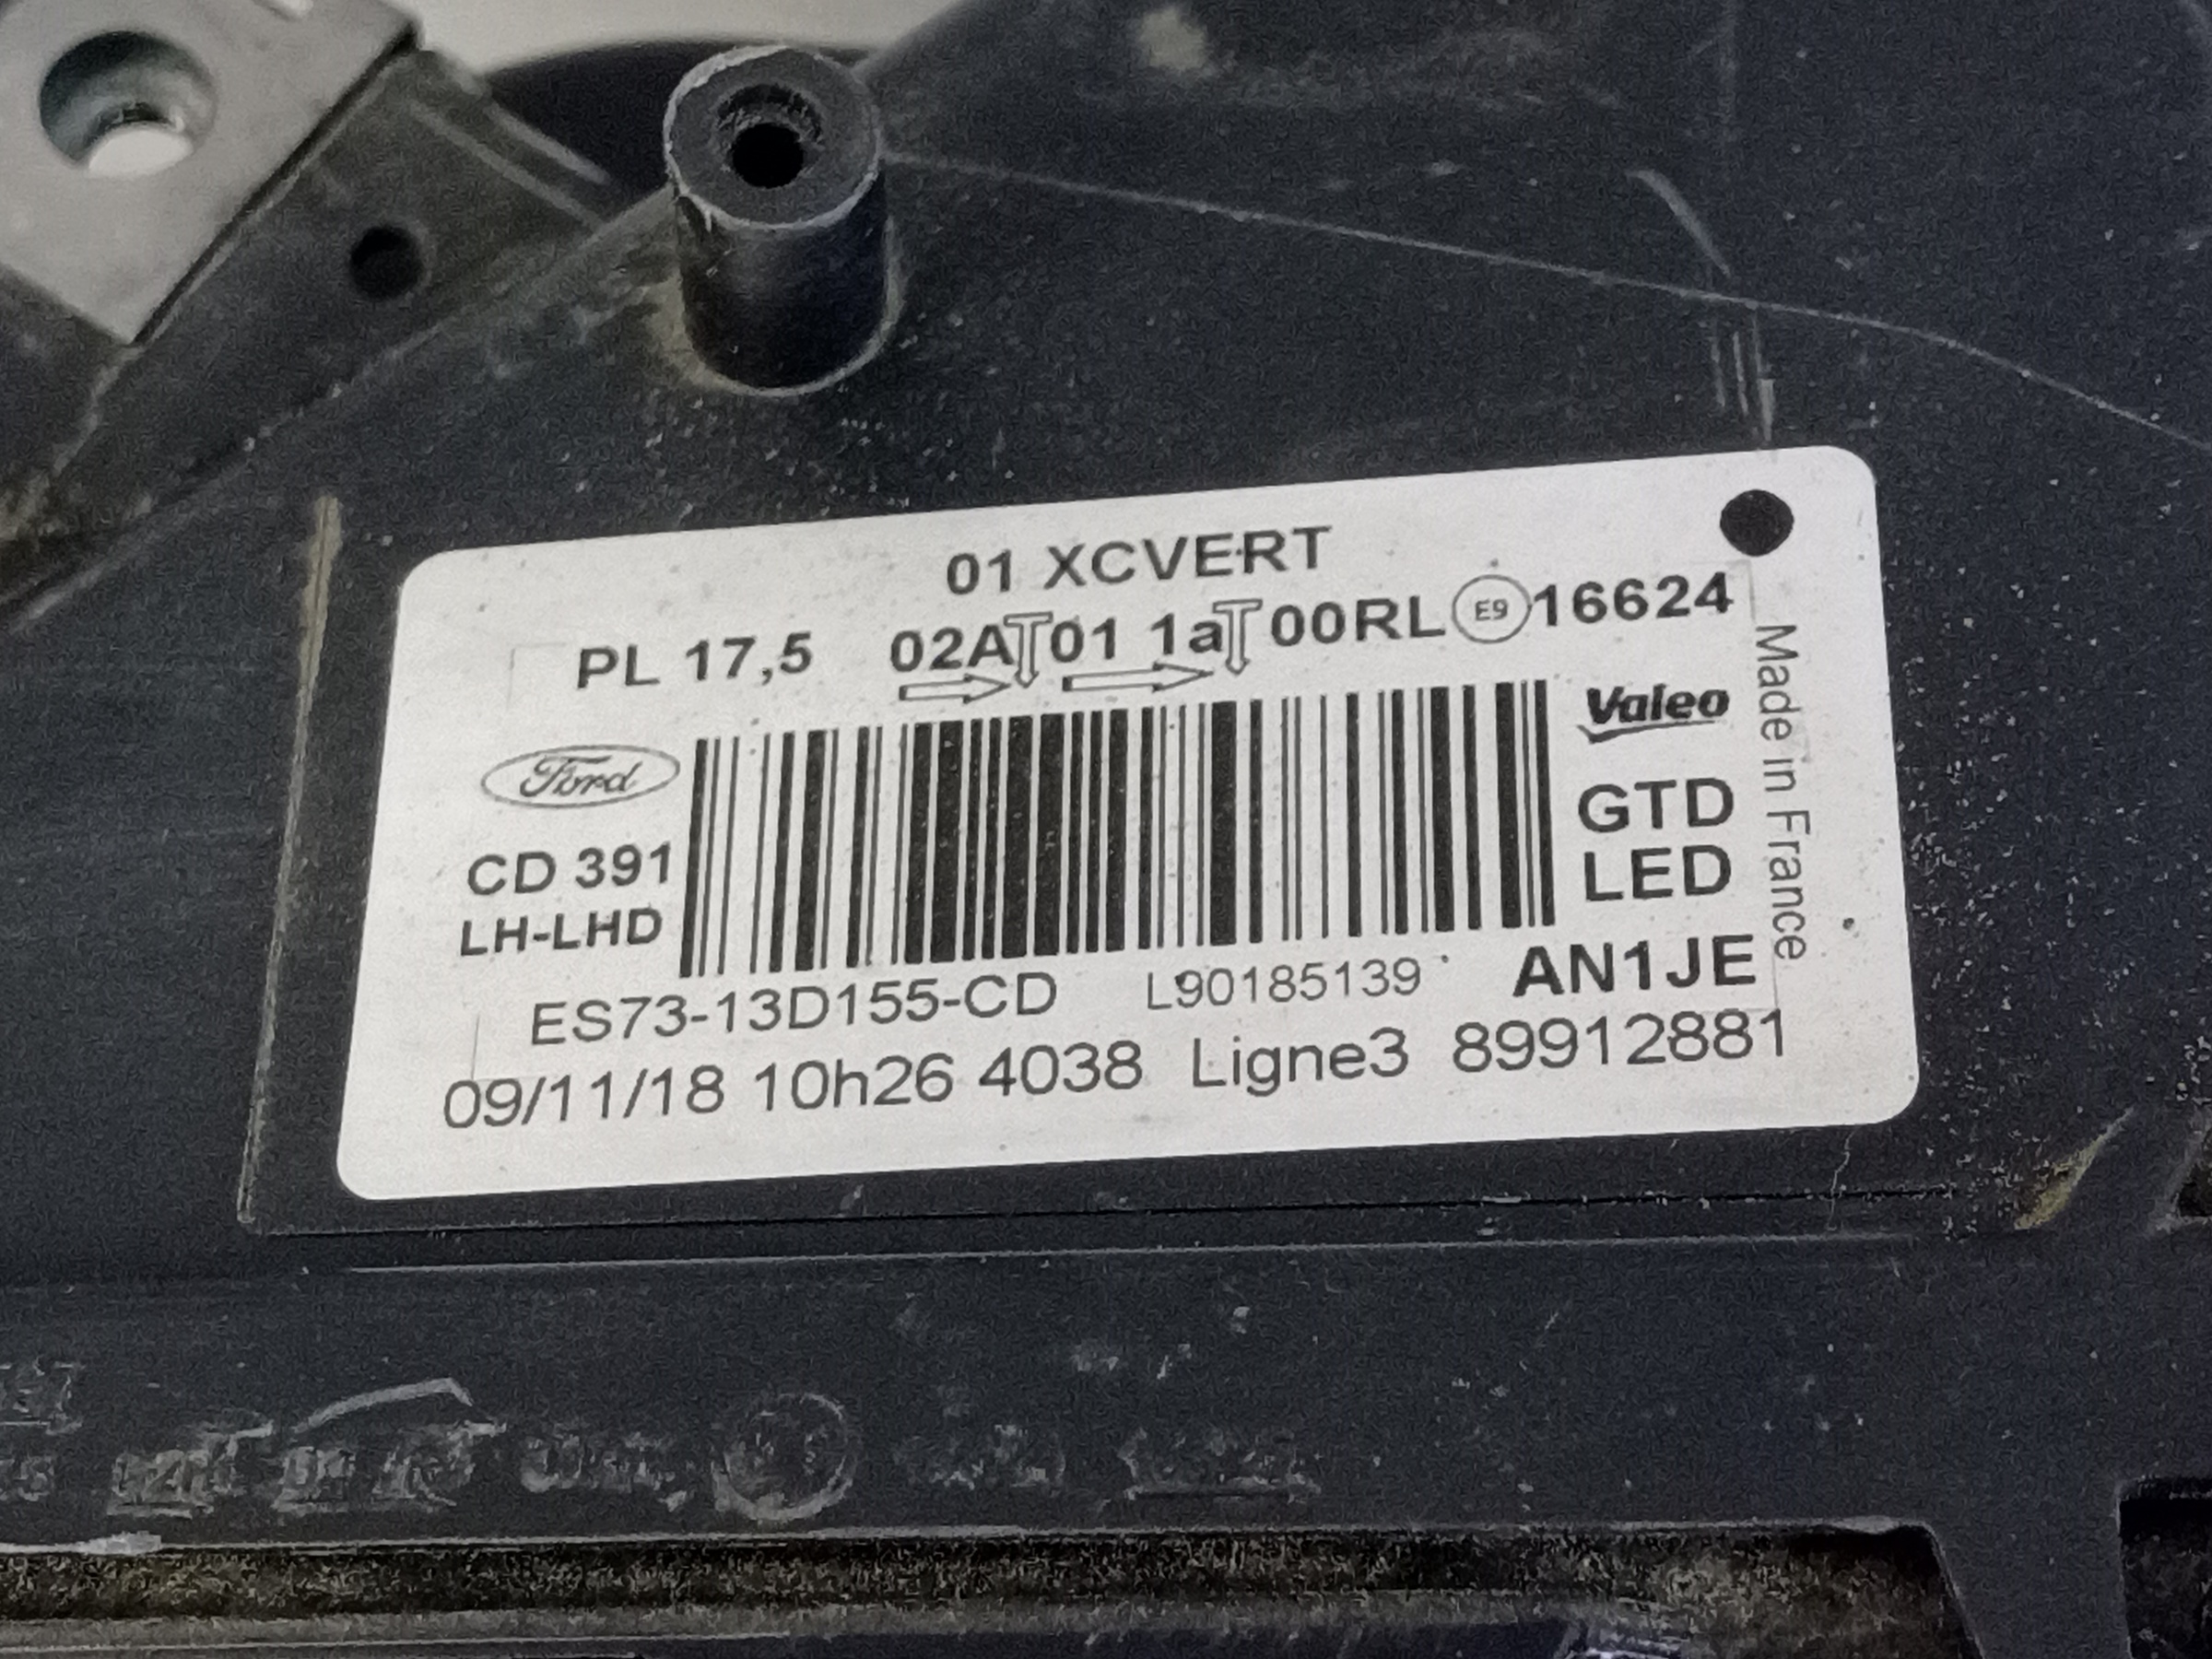 01 XCVERT
PL 17,5 02A 01 1a 00RL E9 16624
Ford
Valeo
Made in France
CD 391
GTD
LH-LHD
LED
ES73-13D155-CD L90185139 AN1JE
09/11/18 10h26 4038 Ligne3 89912881